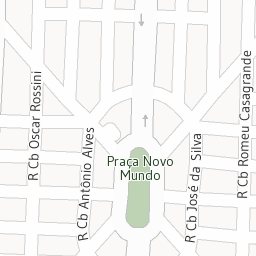 R Cb Oscar Rossini
R Cb Antônio Alves
Praça Novo
Mundo
R Cb José da Silva
R Cb Romeu Casagrande